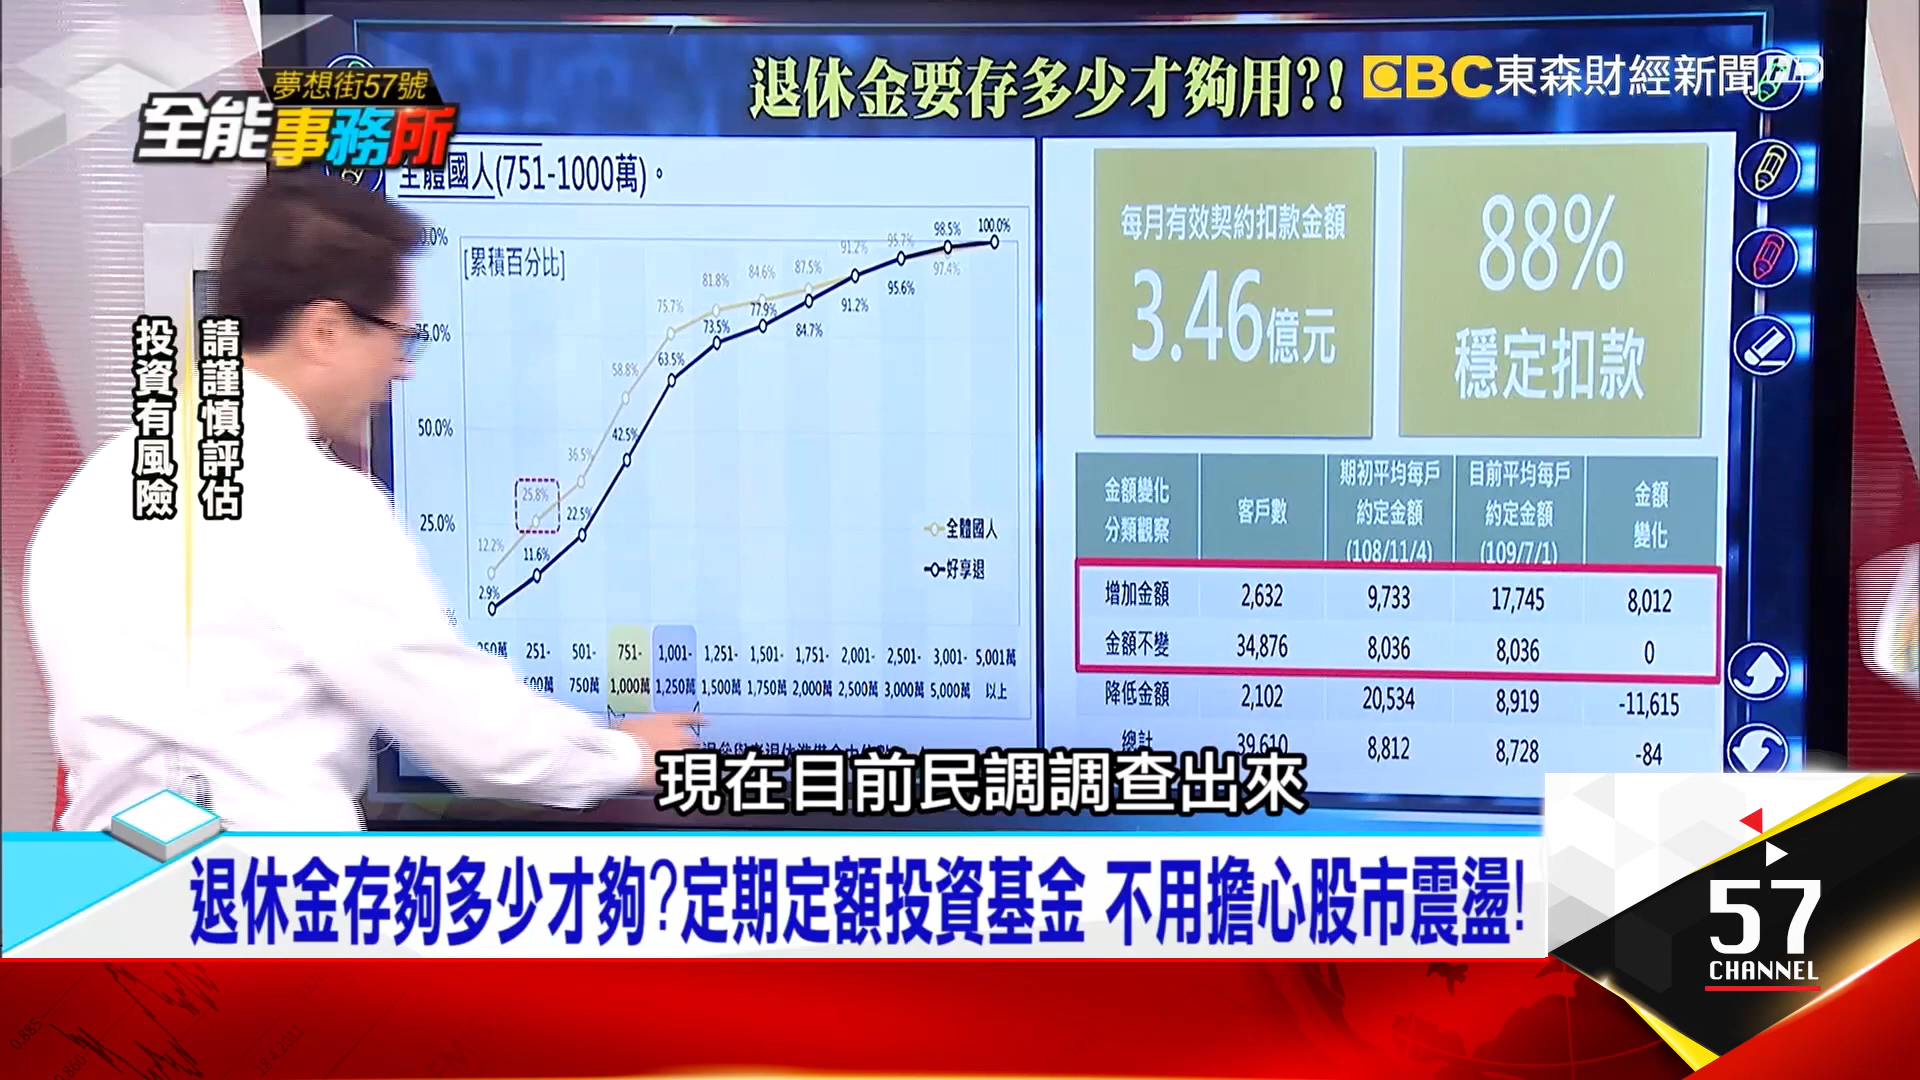 夢想街57號
全能事務所
退休金要存多少才夠用?!
EBC東森財經新聞
HD
請謹慎評估
投資有風險
全體國人(751-1000萬)。
[累積百分比]
75.0%
50.0%
25.0%
12.2%
25.8%
36.5%
58.8%
75.7%
81.8%
84.6%
87.5%
91.2%
95.7%
97.4%
2.9%
11.6%
22.5%
42.5%
63.5%
73.5%
77.9%
84.7%
91.2%
95.6%
98.5%
100.0%
全體國人
好享退
250萬
251-
501-
750萬
751-
1,000萬
1,001-
1,250萬
1,251-
1,500萬
1,501-
1,750萬
1,751-
2,000萬
2,001-
2,500萬
2,501-
3,000萬
3,001-
5,000萬
5,001萬
以上
每月有效契約扣款金額
3.46億元
88%
穩定扣款
金額變化
分類觀察
客戶數
期初平均每戶
約定金額
(108/11/4)
目前平均每戶
約定金額
(109/7/1)
金額
變化
增加金額 2,632 9,733 17,745 8,012
金額不變 34,876 8,036 8,036 0
降低金額 2,102 20,534 8,919 -11,615
總計 39,610 8,812 8,728 -84
現在目前民調調查出來
退休金存夠多少才夠?定期定額投資基金 不用擔心股市震盪!
57
CHANNEL